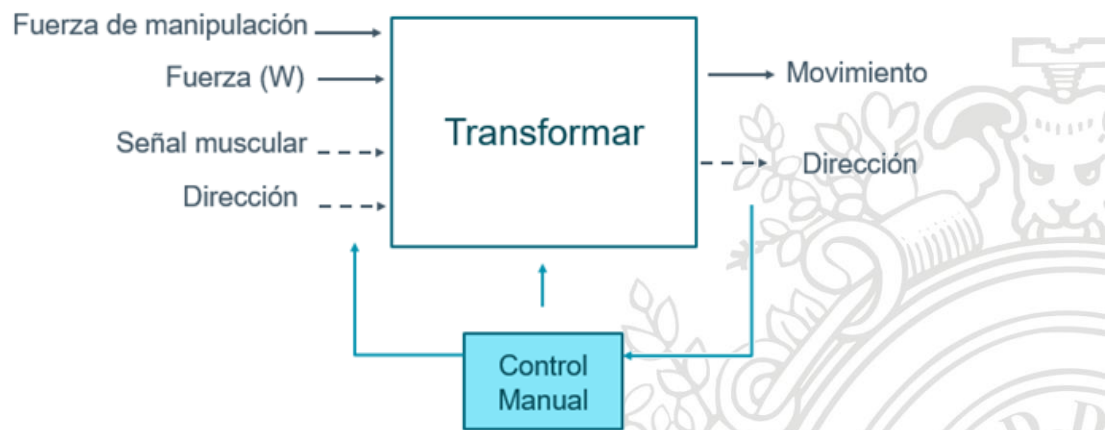 Fuerza de manipulación
Fuerza (W)
Señal muscular
Dirección
Transformar
Movimiento
Dirección
Control
Manual